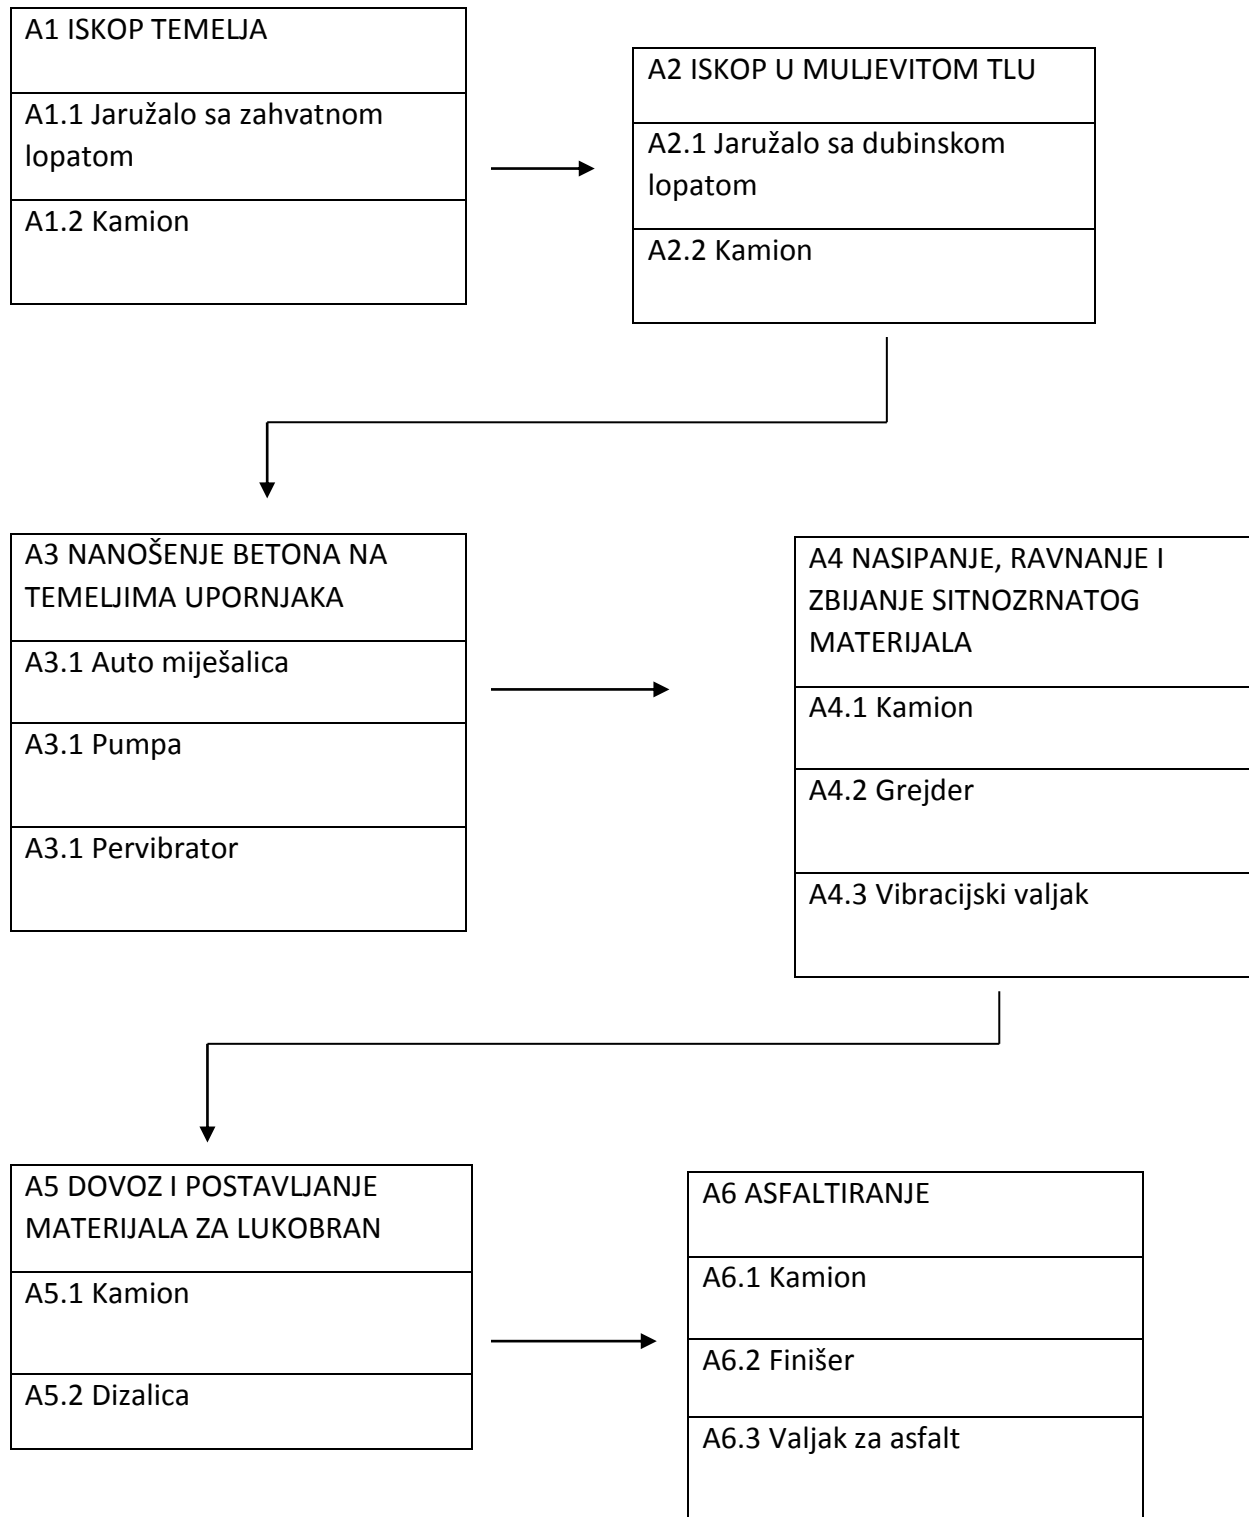 A1 ISKOP TEMELJA
A1.1 Jaružalo sa zahvatnom
lopatom
A1.2 Kamion
A2 ISKOP U MULJEVITOM TLU
A2.1 Jaružalo sa dubinskom
lopatom
A2.2 Kamion
A3 NANOŠENJE BETONA NA
TEMELJIMA UPORNJAKA
A3.1 Auto miješalica
A3.1 Pumpa
A3.1 Pervibrator
A4 NASIPANJE, RAVNANJE I
ZBIJANJE SITNOZRNATOG
MATERIJALA
A4.1 Kamion
A4.2 Grejder
A4.3 Vibracijski valjak
A5 DOVOZ I POSTAVLJANJE
MATERIJALA ZA LUKOBRAN
A5.1 Kamion
A5.2 Dizalica
A6 ASFALTIRANJE
A6.1 Kamion
A6.2 Finišer
A6.3 Valjak za asfalt